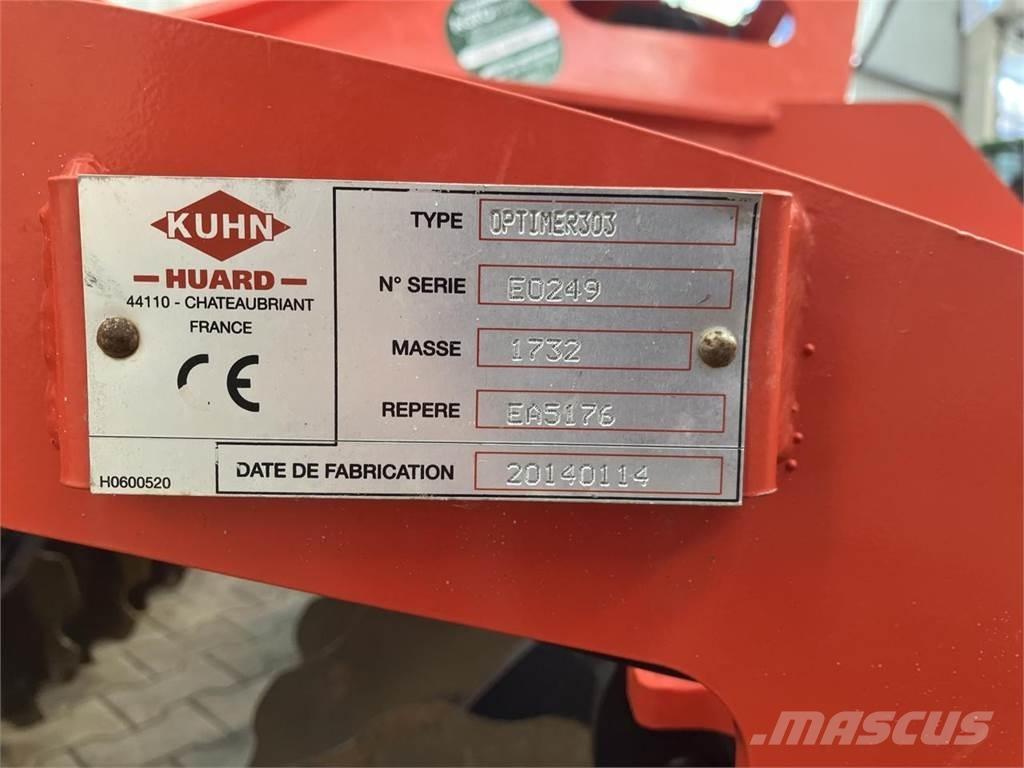 KUHN
HUARD
44110 - CHATEAUBRIANT
FRANCE
CE
H0600520
TYPE OPTIMER303
N° SERIE E0249
MASSE 1732
REPERE EA5176
DATE DE FABRICATION 20140114
MASCUS